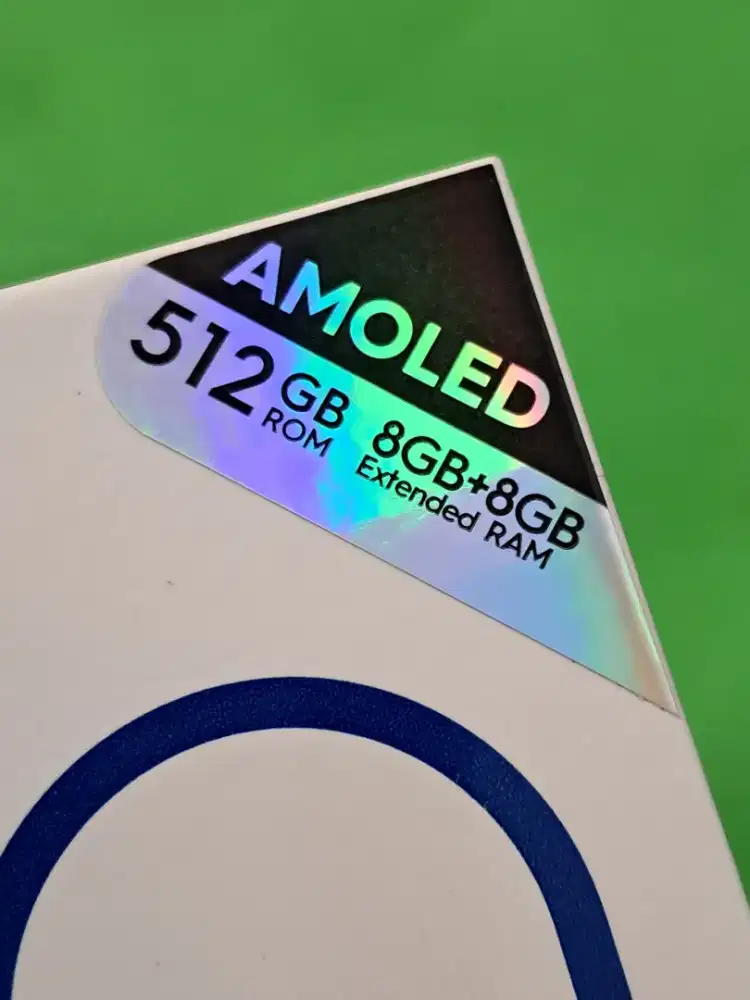 AMOLED
512 GB ROM
8GB+8GB
Extended RAM